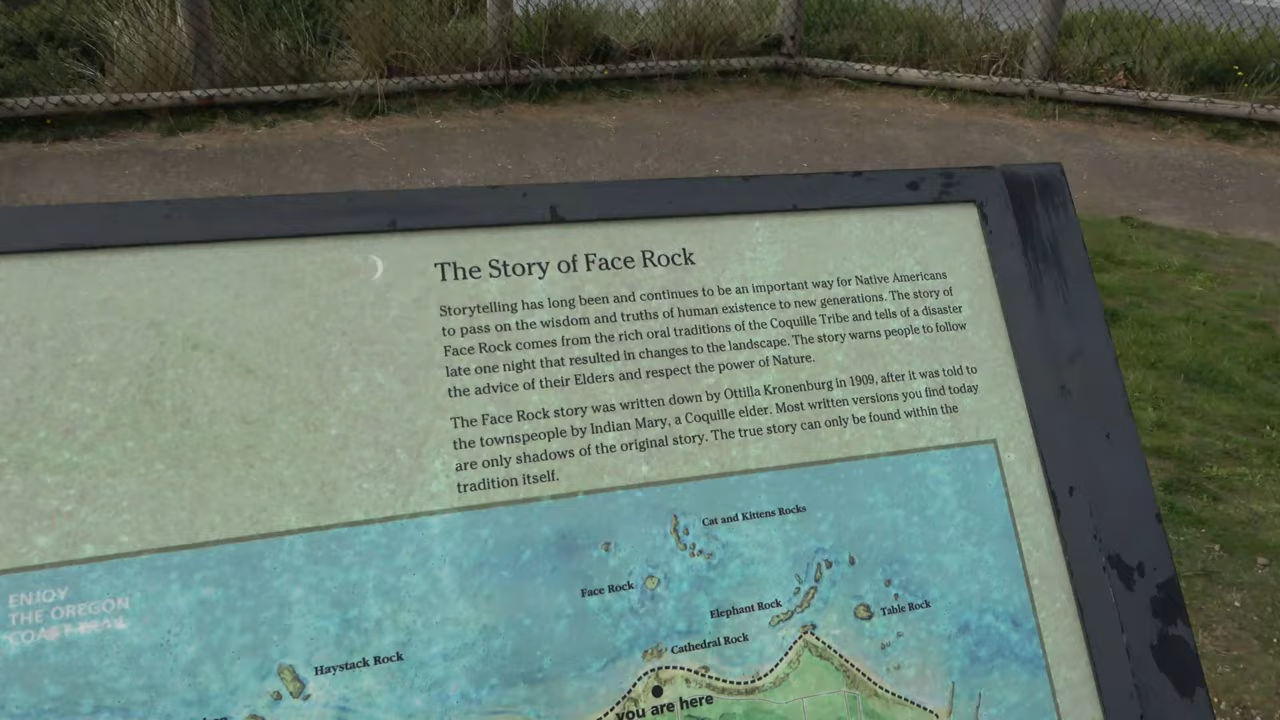 The Story of Face Rock
Storytelling has long been and continues to be an important way for Native Americans
to pass on the wisdom and truths of human existence to new generations. The story of
Face Rock comes from the rich oral traditions of the Coquille Tribe and tells of a disaster
late one night that resulted in changes to the landscape. The story warns people to follow
the advice of their Elders and respect the power of Nature.
The Face Rock story was written down by Ottilla Kronenburg in 1909, after it was told to
the townspeople by Indian Mary, a Coquille elder. Most written versions you find today
are only shadows of the original story. The true story can only be found within the
tradition itself.
Cat and Kittens Rocks
Face Rock
Elephant Rock
Table Rock
Cathedral Rock
ENJOY
THE OREGON
COAST TRAIL
Haystack Rock
you are here